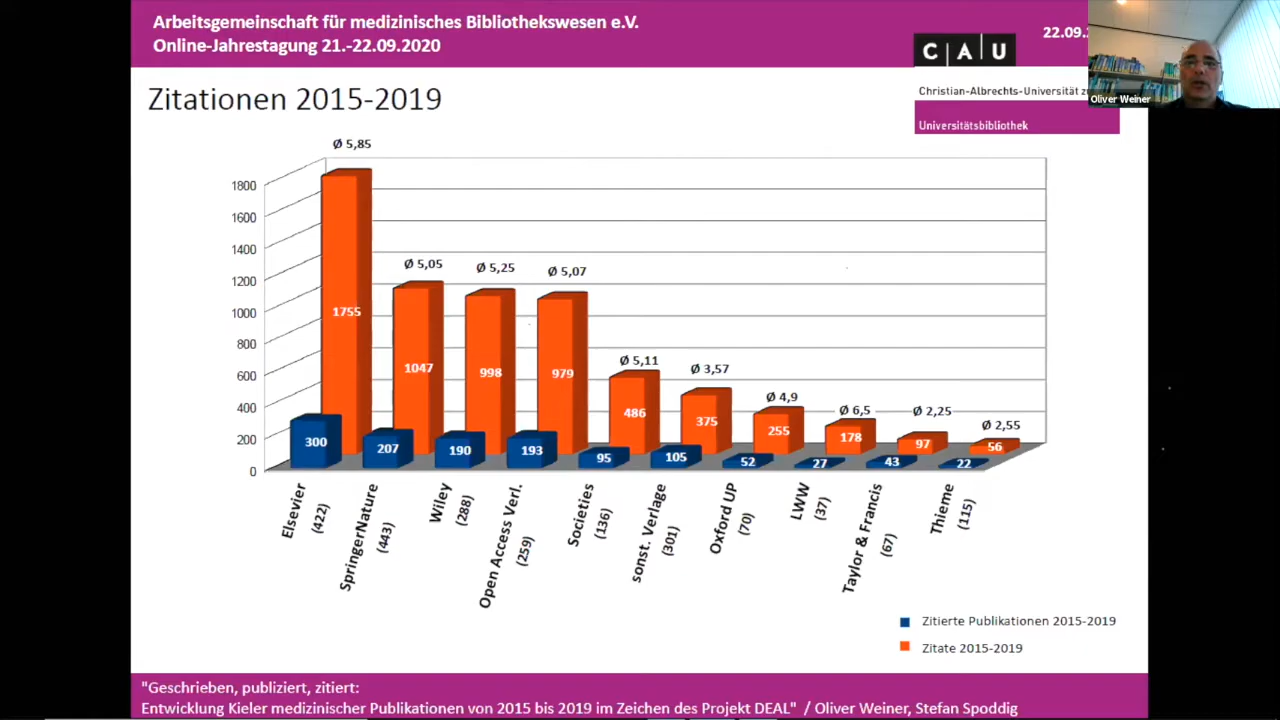 Arbeitsgemeinschaft für medizinisches Bibliothekswesen e.V.
Online-Jahrestagung 21.-22.09.2020
22.09.
C A U
Christian-Albrechts-Universität
Universitätsbibliothek
Oliver Weiner
Zitationen 2015-2019
Ø 5,85
Ø 5,05
Ø 5,25
Ø 5,07
Ø 5,11
Ø 3,57
Ø 4,9
Ø 6,5
Ø 2,25
Ø 2,55
1800
1600
1400
1200
1000
800
600
400
200
0
1755
1047
998
979
486
375
255
178
97
56
300
207
190
193
95
105
52
27
43
22
Elsevier
(422)
SpringerNature
(443)
Wiley
(288)
Open Access Verl.
(259)
Societies
(136)
sonst. Verlage
(301)
Oxford UP
(70)
LWW
(37)
Taylor & Francis
(67)
Thieme
(115)
Zitierte Publikationen 2015-2019
Zitate 2015-2019
"Geschrieben, publiziert, zitiert:
Entwicklung Kieler medizinischer Publikationen von 2015 bis 2019 im Zeichen des Projekt DEAL" / Oliver Weiner, Stefan Spoddig